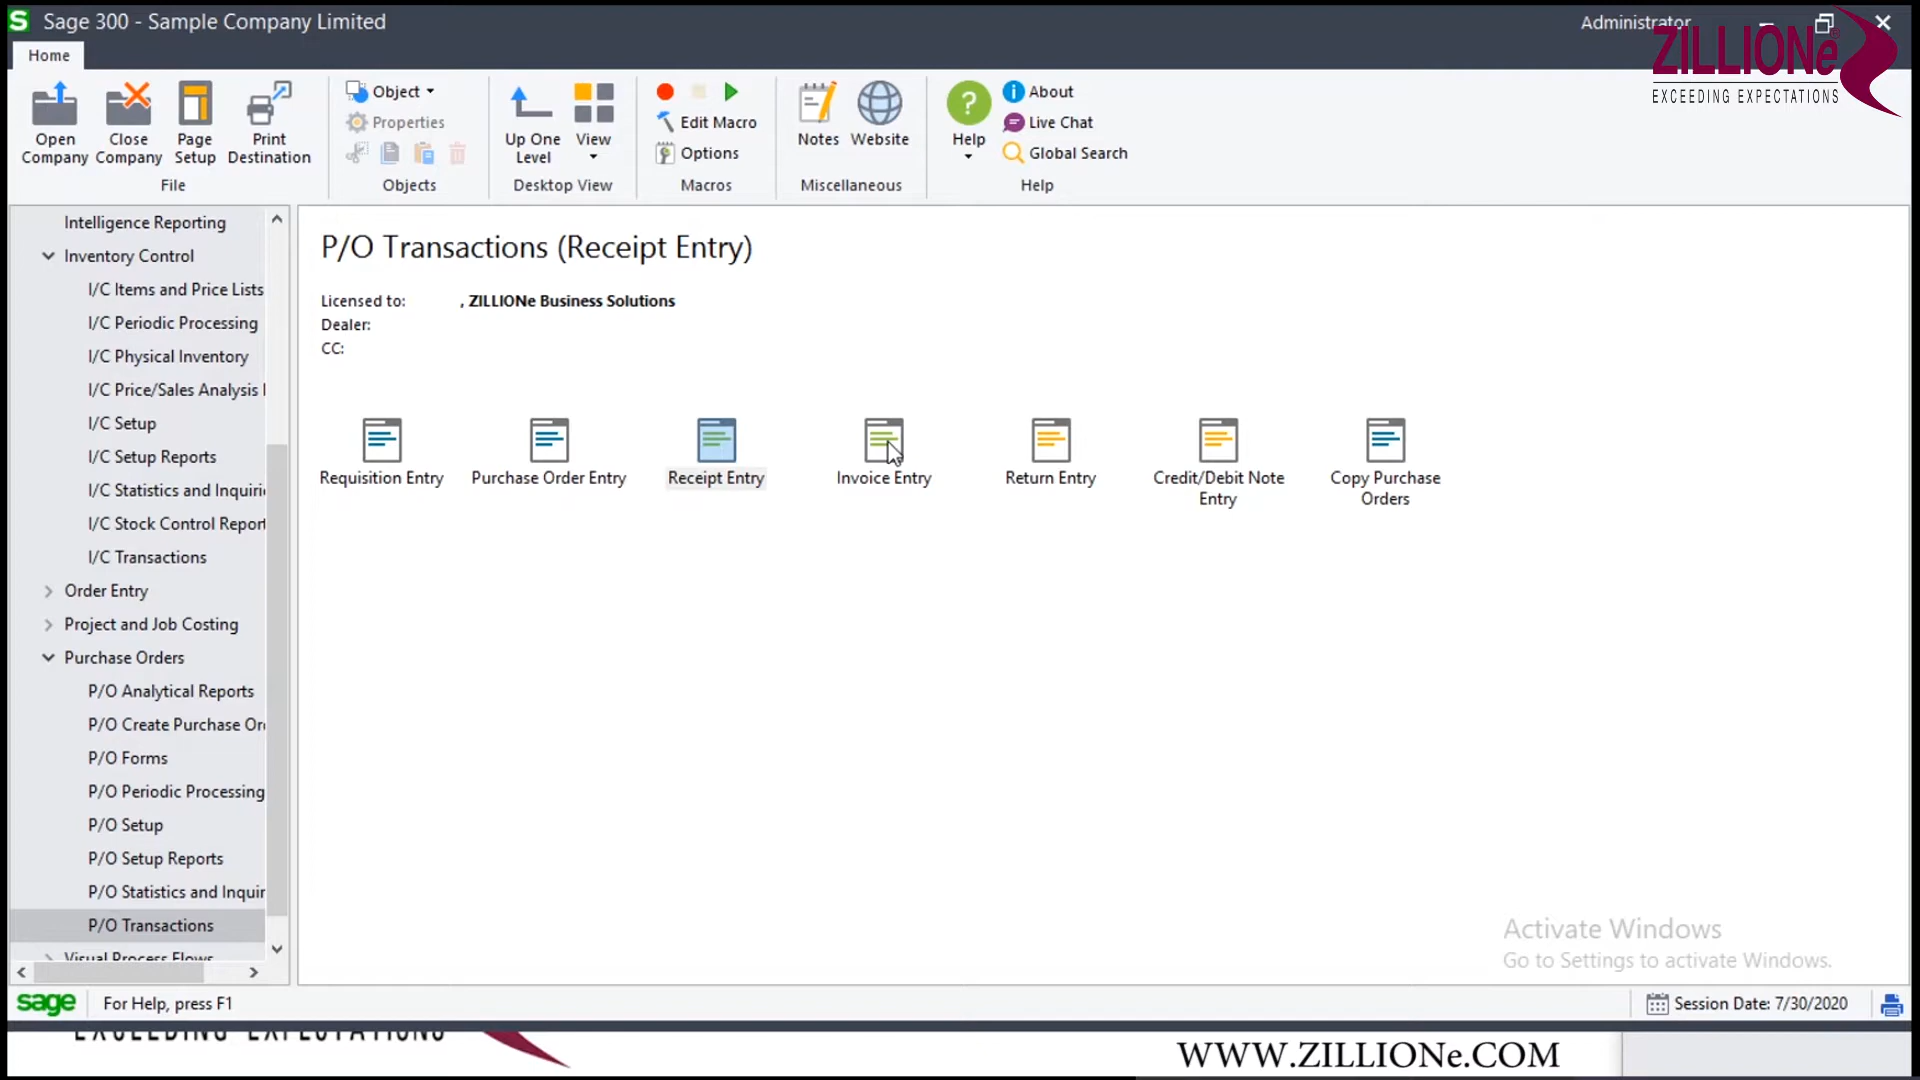 Sage 300 - Sample Company Limited
Administrator
ZILLIONe
EXCEEDING EXPECTATIONS
Home
Open Company
Close Company
Page Setup
Print Destination
File
Object
Properties
Objects
Up One Level
View
Desktop View
Edit Macro
Options
Macros
Notes
Website
Miscellaneous
Help
About
Live Chat
Global Search
Help
Intelligence Reporting
Inventory Control
I/C Items and Price Lists
I/C Periodic Processing
I/C Physical Inventory
I/C Price/Sales Analysis
I/C Setup
I/C Setup Reports
I/C Statistics and Inquiri
I/C Stock Control Report
I/C Transactions
Order Entry
Project and Job Costing
Purchase Orders
P/O Analytical Reports
P/O Create Purchase Or
P/O Forms
P/O Periodic Processing
P/O Setup
P/O Setup Reports
P/O Statistics and Inquir
P/O Transactions
Visual Process Flows
P/O Transactions (Receipt Entry)
Licensed to: , ZILLIONe Business Solutions
Dealer:
CC:
Requisition Entry
Purchase Order Entry
Receipt Entry
Invoice Entry
Return Entry
Credit/Debit Note
Entry
Copy Purchase
Orders
Activate Windows
Go to Settings to activate Windows.
sage
For Help, press F1
Session Date: 7/30/2020
EXCEEDING EXPECTATIONS
WWW.ZILLIONe.COM